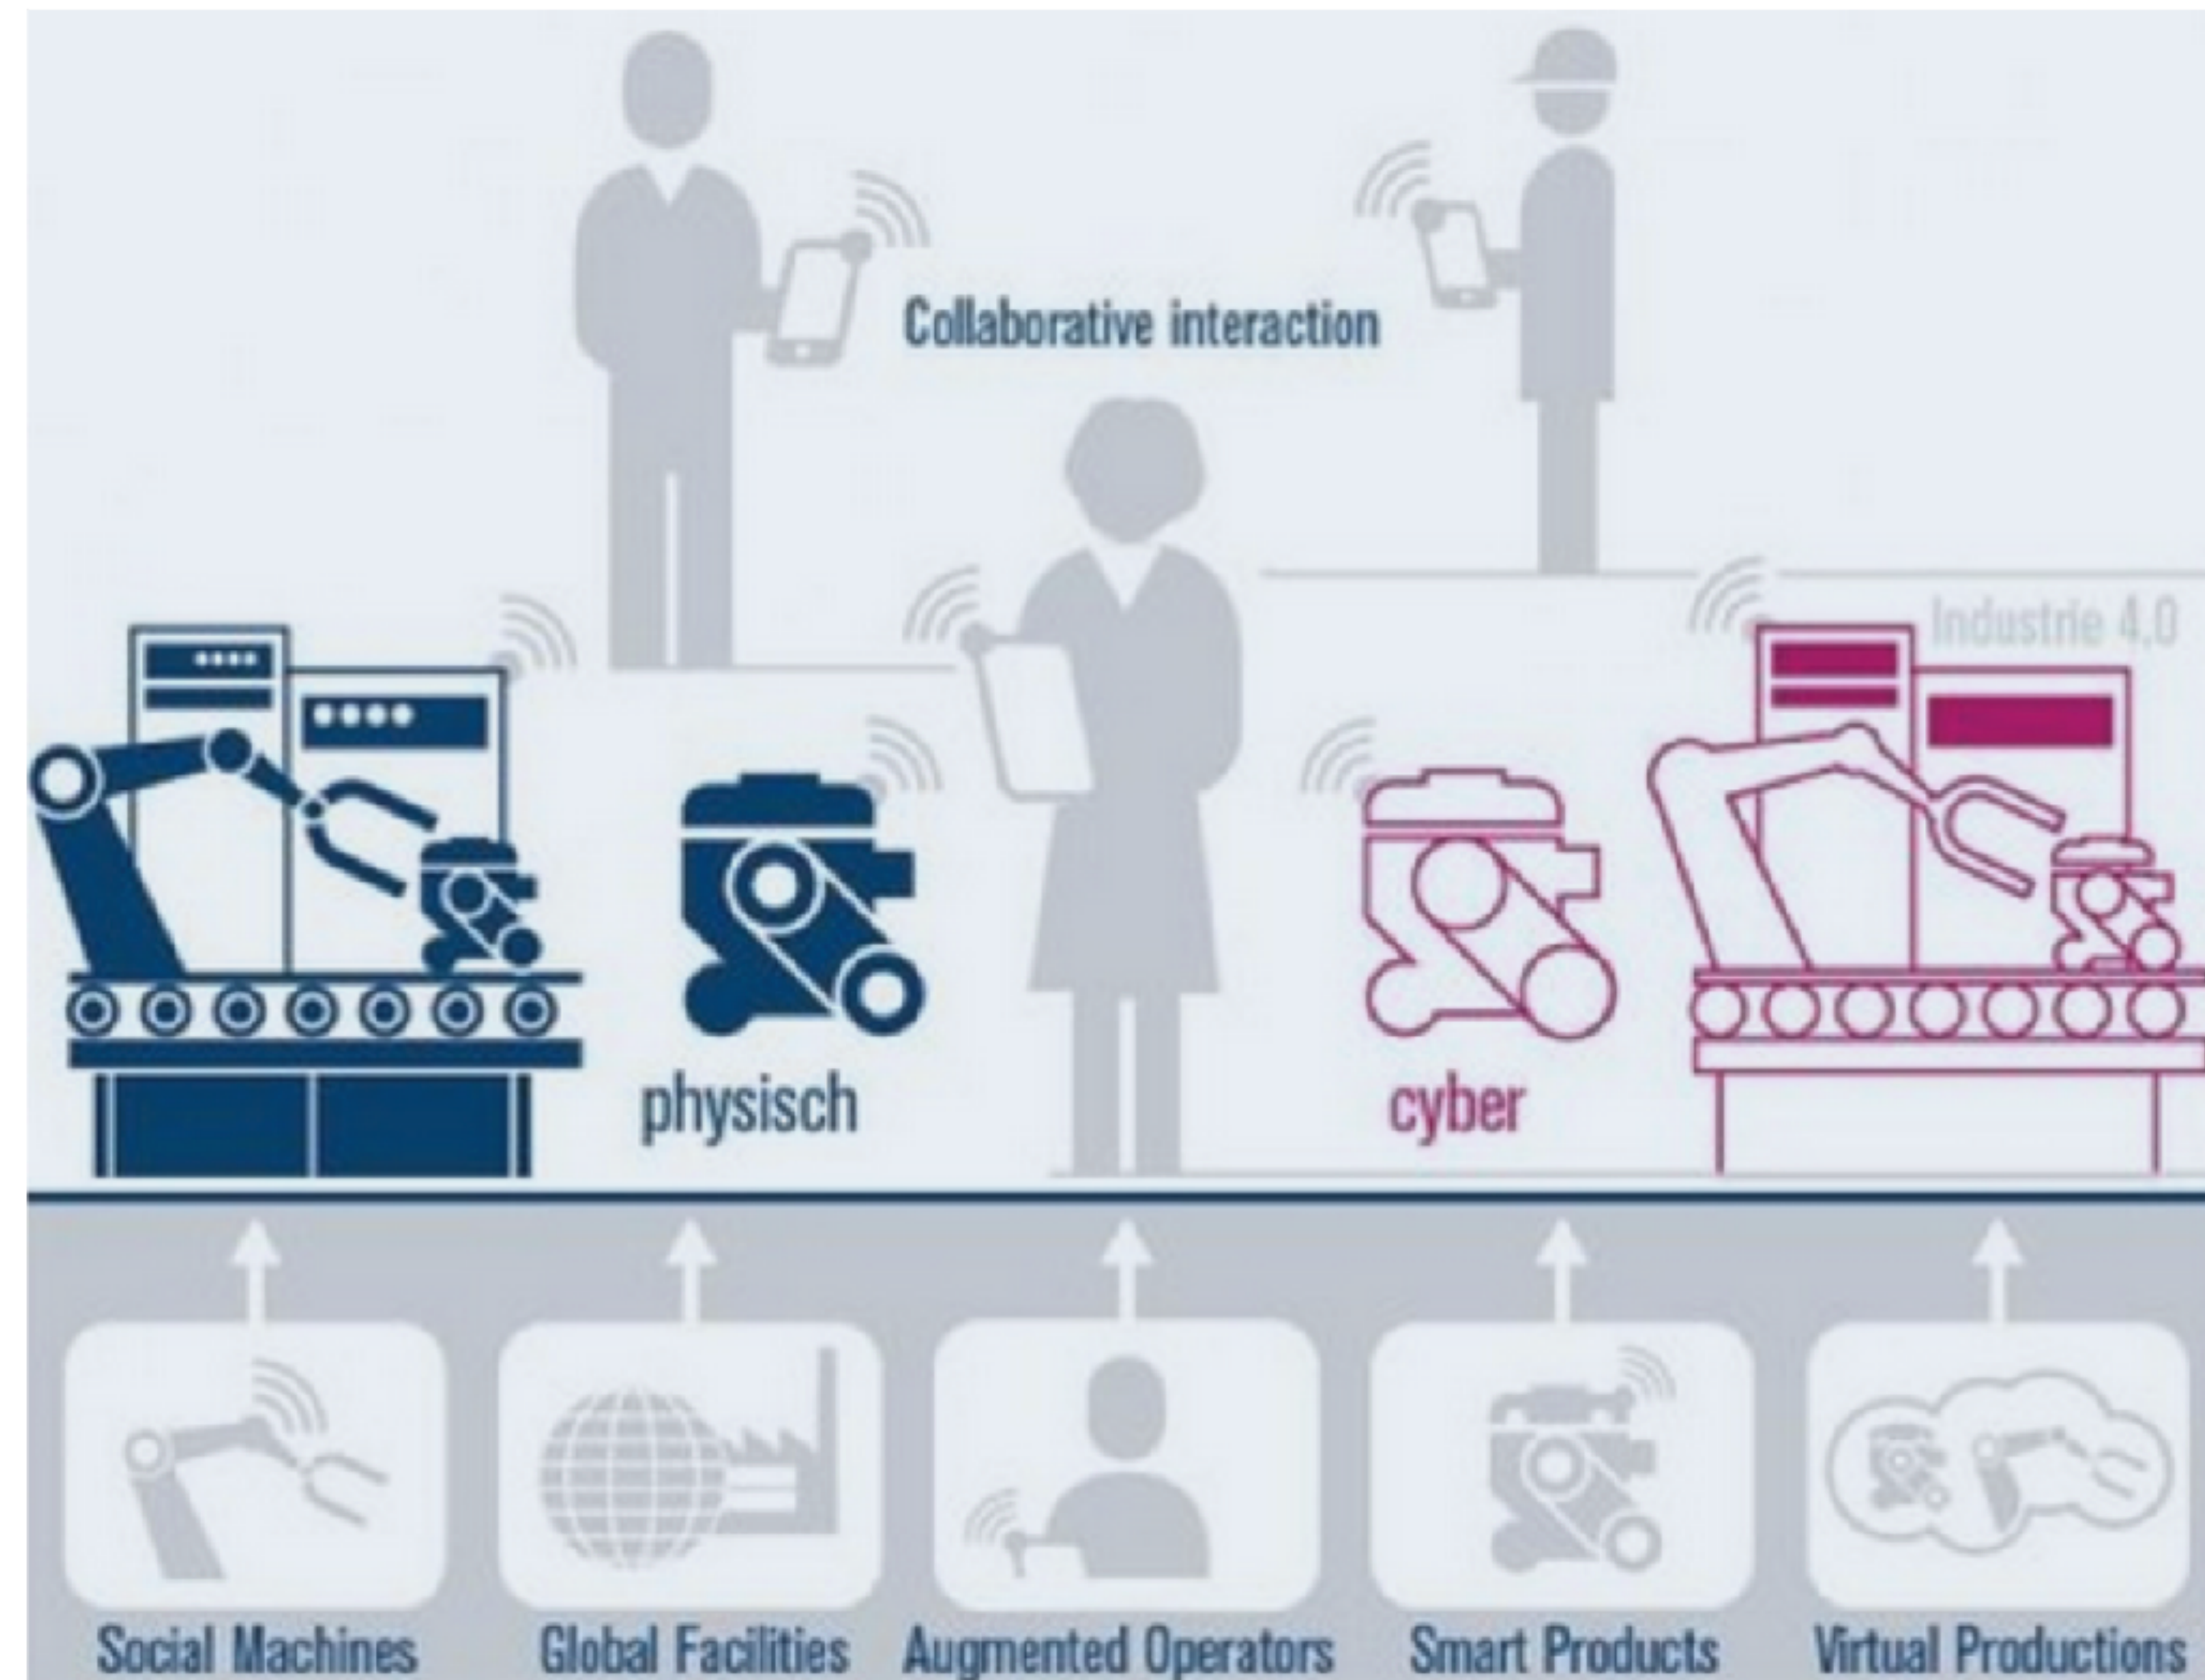 Collaborative interaction
Industrie 4.0
physisch
cyber
Social Machines
Global Facilities
Augmented Operators
Smart Products
Virtual Productions